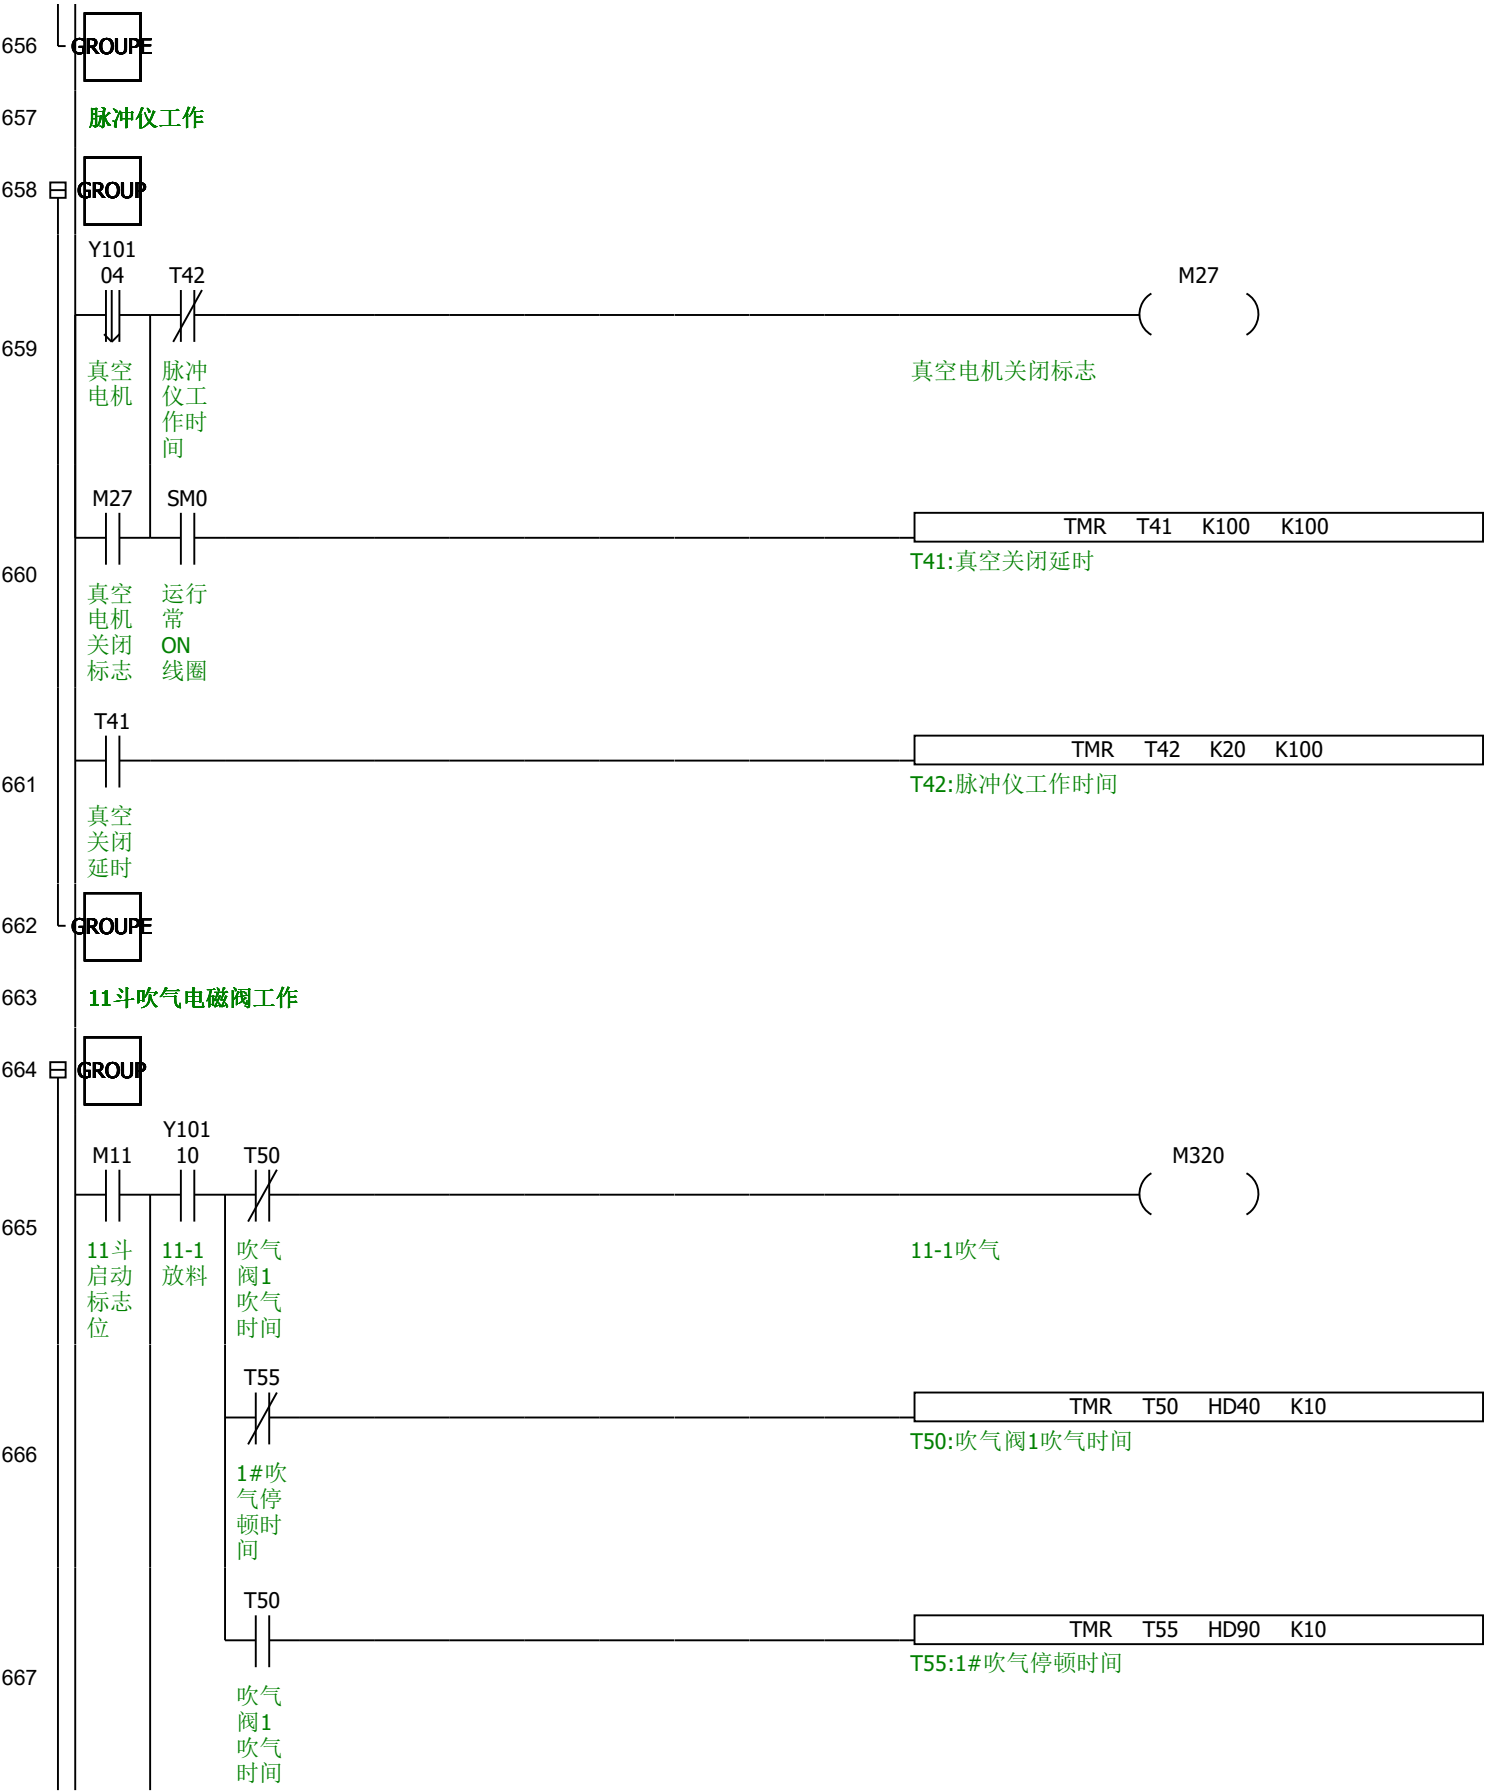 656
GROUPE
657
脉冲仪工作
658
GROUP
Y101
04
T42
M27
659
真空
电机
脉冲
仪工
作时
间
真空电机关闭标志
M27
SM0
TMR T41 K100 K100
T41:真空关闭延时
660
真空
电机
关闭
标志
运行
常
ON
线圈
T41
TMR T42 K20 K100
T42:脉冲仪工作时间
661
真空
关闭
延时
662
GROUPE
663
11斗吹气电磁阀工作
664
GROUP
M11
Y101
10
T50
M320
665
11斗
启动
标志
位
11-1
放料
吹气
阀1
吹气
时间
11-1吹气
T55
TMR T50 HD40 K10
T50:吹气阀1吹气时间
666
1#吹
气停
顿时
间
T50
TMR T55 HD90 K10
T55:1#吹气停顿时间
667
吹气
阀1
吹气
时间